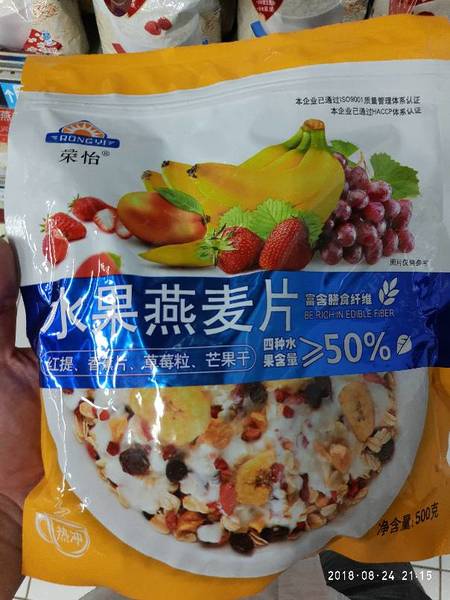 本企业已通过ISO9001质量管理体系认证
本企业已通过HACCP体系认证
RONGYI
荣怡®
图片仅供参考
水果燕麦片
富含膳食纤维
BE RICH IN EDIBLE FIBER
红提、香蕉片、草莓粒、芒果干
四种水
果含量
≥50%
热冲
净含量:500克
2018-08-24 21:15